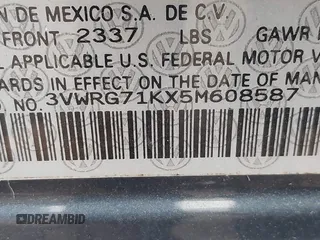 N DE MEXICO S.A. DE C.V
FRONT 2337 LBS GAWR
APPLICABLE U.S. FEDERAL MOTOR V
ARDS IN EFFECT ON THE DATE OF MAN
NO. 3VWRG71KX5M608587
DREAMBID